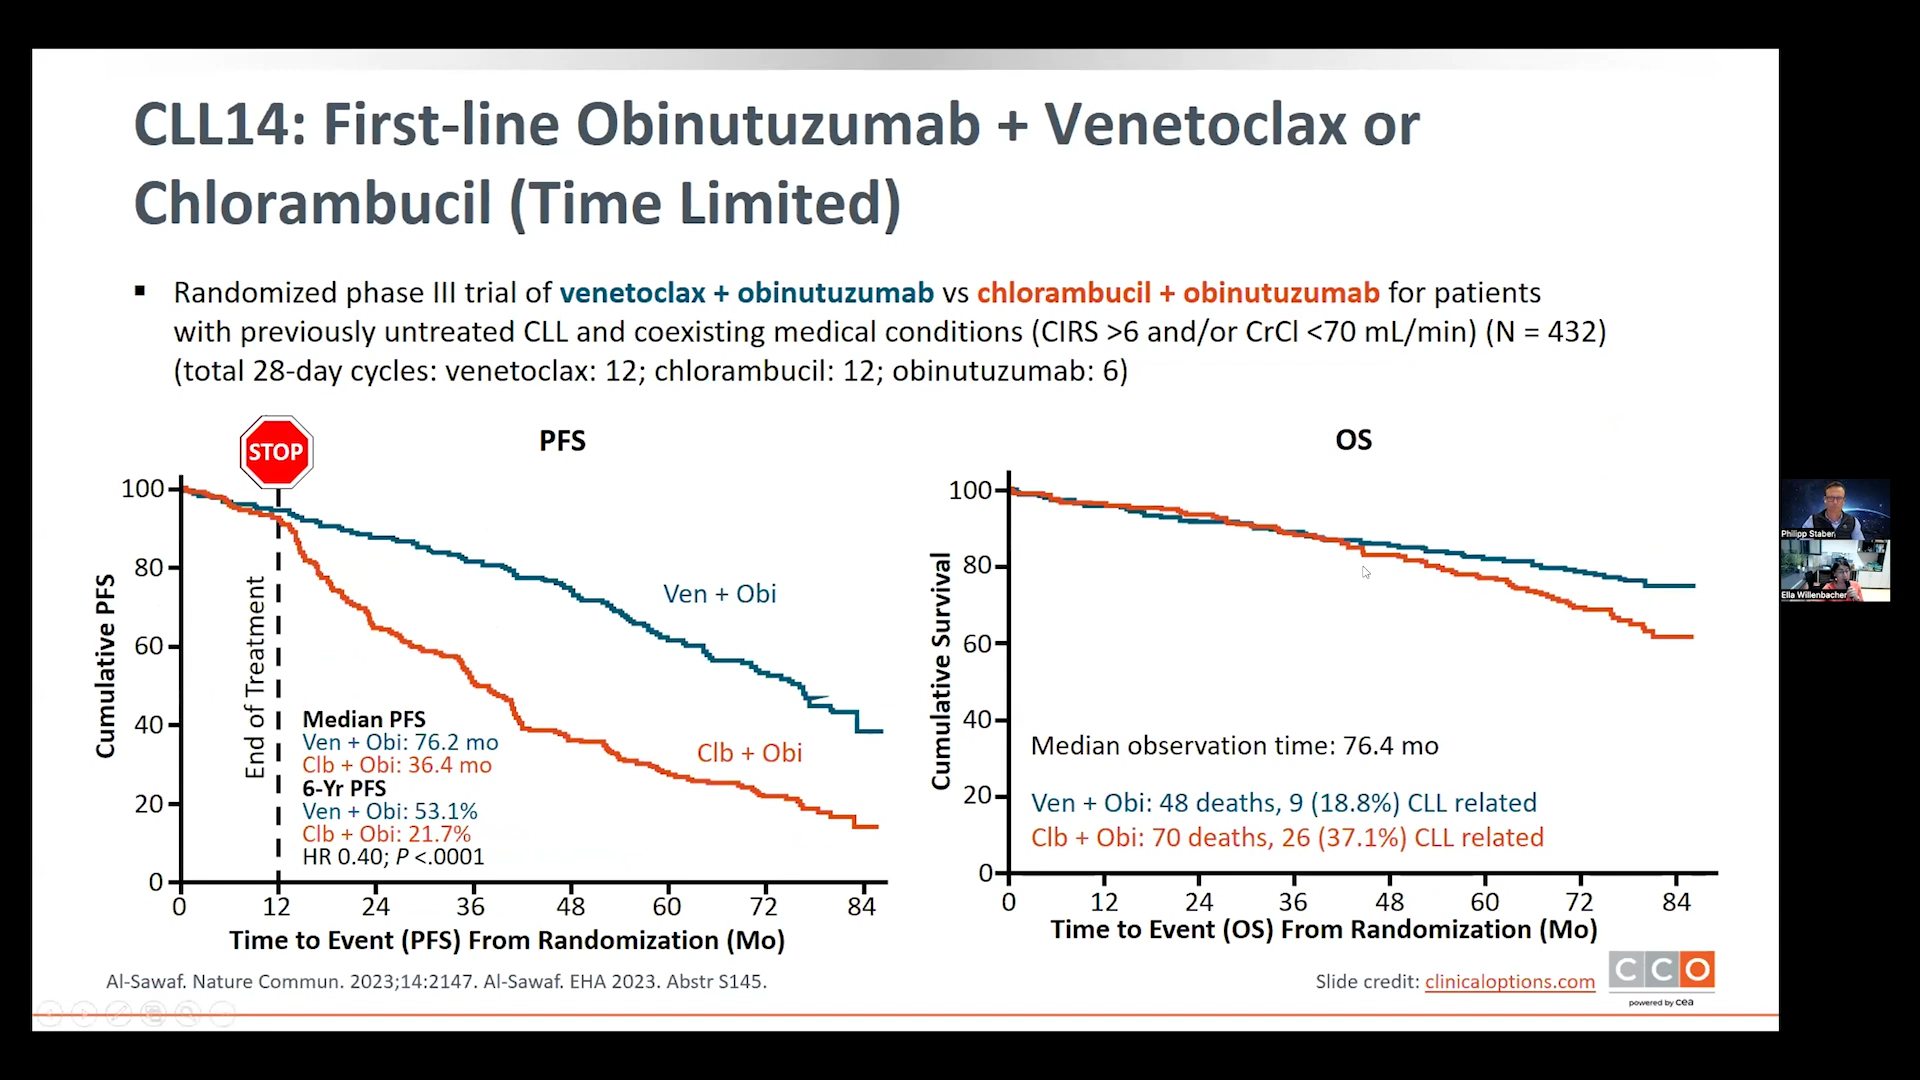 CLL14: First-line Obinutuzumab + Venetoclax or
Chlorambucil (Time Limited)
▪ Randomized phase III trial of venetoclax + obinutuzumab vs chlorambucil + obinutuzumab for patients
with previously untreated CLL and coexisting medical conditions (CIRS >6 and/or CrCl <70 mL/min) (N = 432)
(total 28-day cycles: venetoclax: 12; chlorambucil: 12; obinutuzumab: 6)
STOP
PFS
100
80
60
40
20
0
Cumulative PFS
End of Treatment
Ven + Obi
Clb + Obi
Median PFS
Ven + Obi: 76.2 mo
Clb + Obi: 36.4 mo
6-Yr PFS
Ven + Obi: 53.1%
Clb + Obi: 21.7%
HR 0.40; P <.0001
0 12 24 36 48 60 72 84
Time to Event (PFS) From Randomization (Mo)
OS
100
80
60
40
20
0
Cumulative Survival
Median observation time: 76.4 mo
Ven + Obi: 48 deaths, 9 (18.8%) CLL related
Clb + Obi: 70 deaths, 26 (37.1%) CLL related
0 12 24 36 48 60 72 84
Time to Event (OS) From Randomization (Mo)
Al-Sawaf. Nature Commun. 2023;14:2147. Al-Sawaf. EHA 2023. Abstr S145.
Slide credit: clinicaloptions.com
CCO
powered by cea
Philipp Staber
Ella Willenbacher